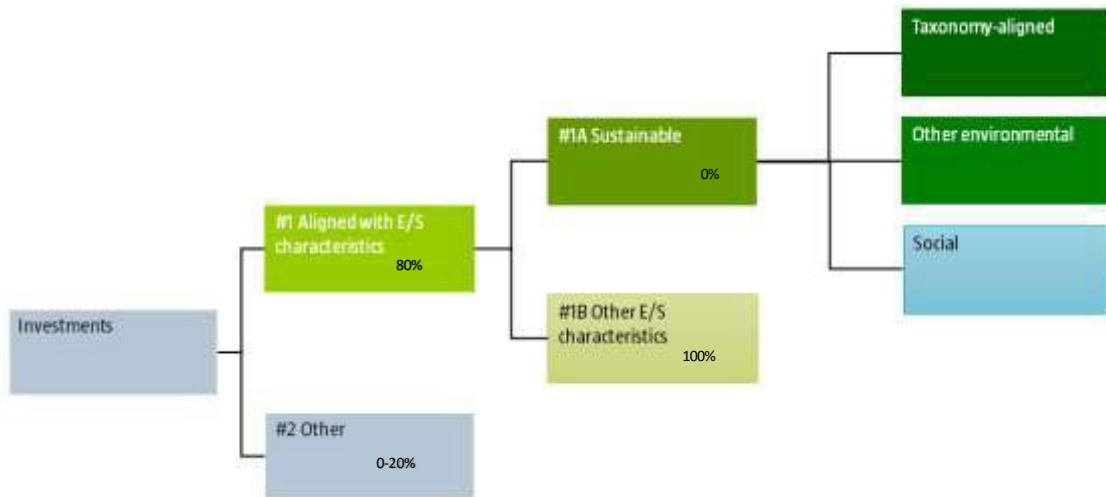 Taxonomy-aligned
#1A Sustainable
0%
Other environmental
#1 Aligned with E/S
characteristics
80%
Social
Investments
#1B Other E/S
characteristics
100%
#2 Other
0-20%